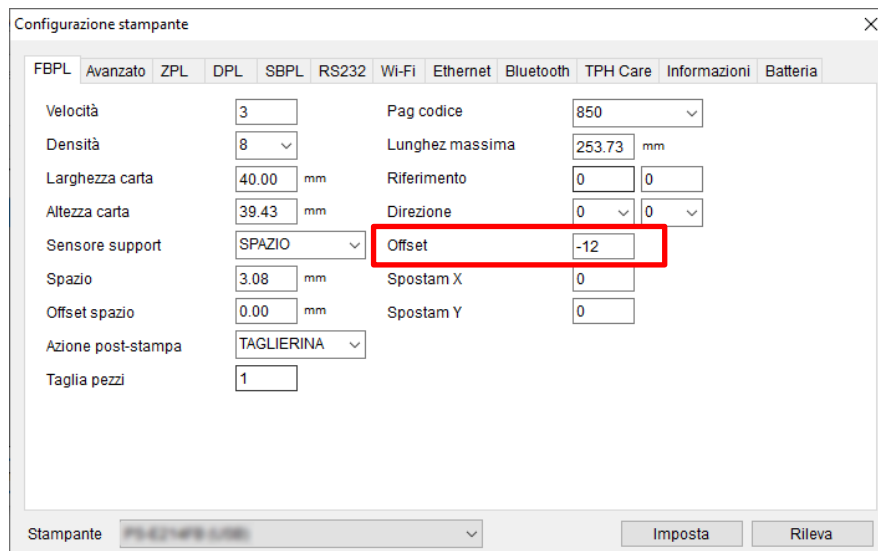 Configurazione stampante
FBPL Avanzato ZPL DPL SBPL RS232 Wi-Fi Ethernet Bluetooth TPH Care Informazioni Batteria
Velocità 3 Pag codice 850
Densità 8 Lunghez massima 253.73 mm
Larghezza carta 40.00 mm Riferimento 0 0
Altezza carta 39.43 mm Direzione 0 0
Sensore support SPAZIO Offset -12
Spazio 3.08 mm Spostam X 0
Offset spazio 0.00 mm Spostam Y 0
Azione post-stampa TAGLIERINA
Taglia pezzi 1
Stampante Imposta Rileva